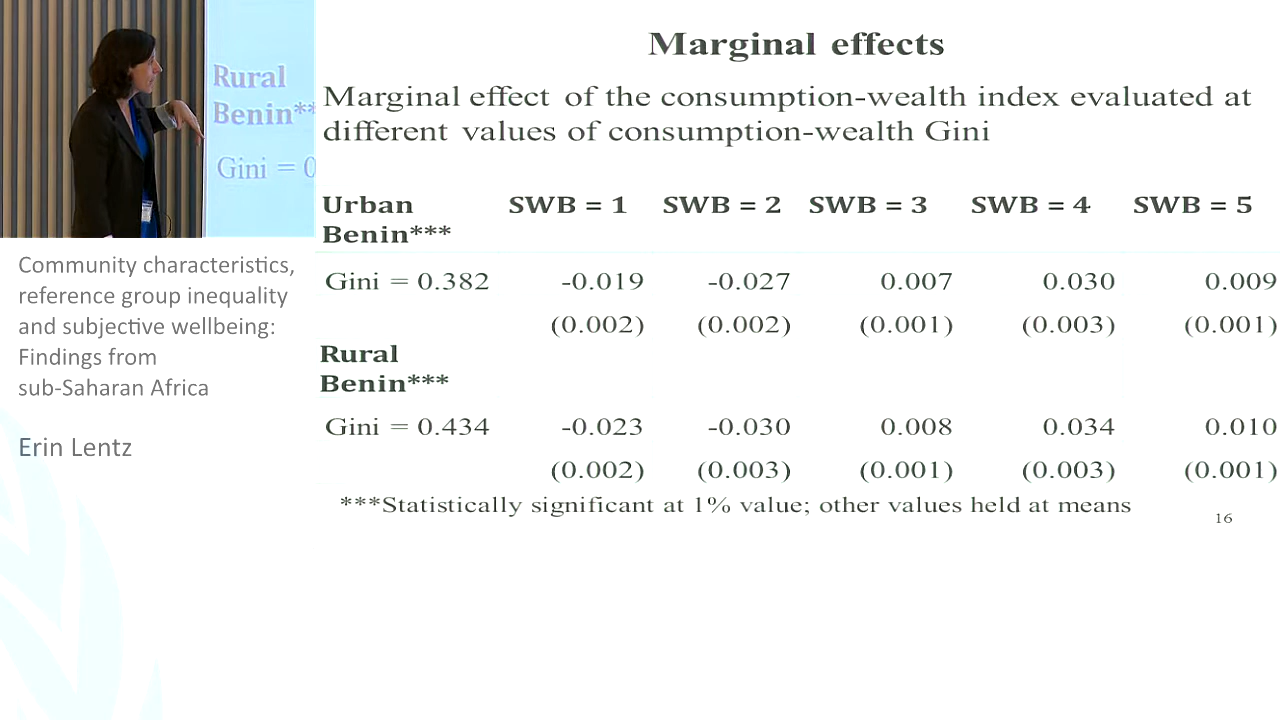 Rural
Benin**
Gini = 0
Community characteristics,
reference group inequality
and subjective wellbeing:
Findings from
sub-Saharan Africa
Erin Lentz
Marginal effects
Marginal effect of the consumption-wealth index evaluated at
different values of consumption-wealth Gini
Urban Benin*** SWB = 1 SWB = 2 SWB = 3 SWB = 4 SWB = 5
Gini = 0.382 -0.019 -0.027 0.007 0.030 0.009
(0.002) (0.002) (0.001) (0.003) (0.001)
Rural
Benin***
Gini = 0.434 -0.023 -0.030 0.008 0.034 0.010
(0.002) (0.003) (0.001) (0.003) (0.001)
***Statistically significant at 1% value; other values held at means
16